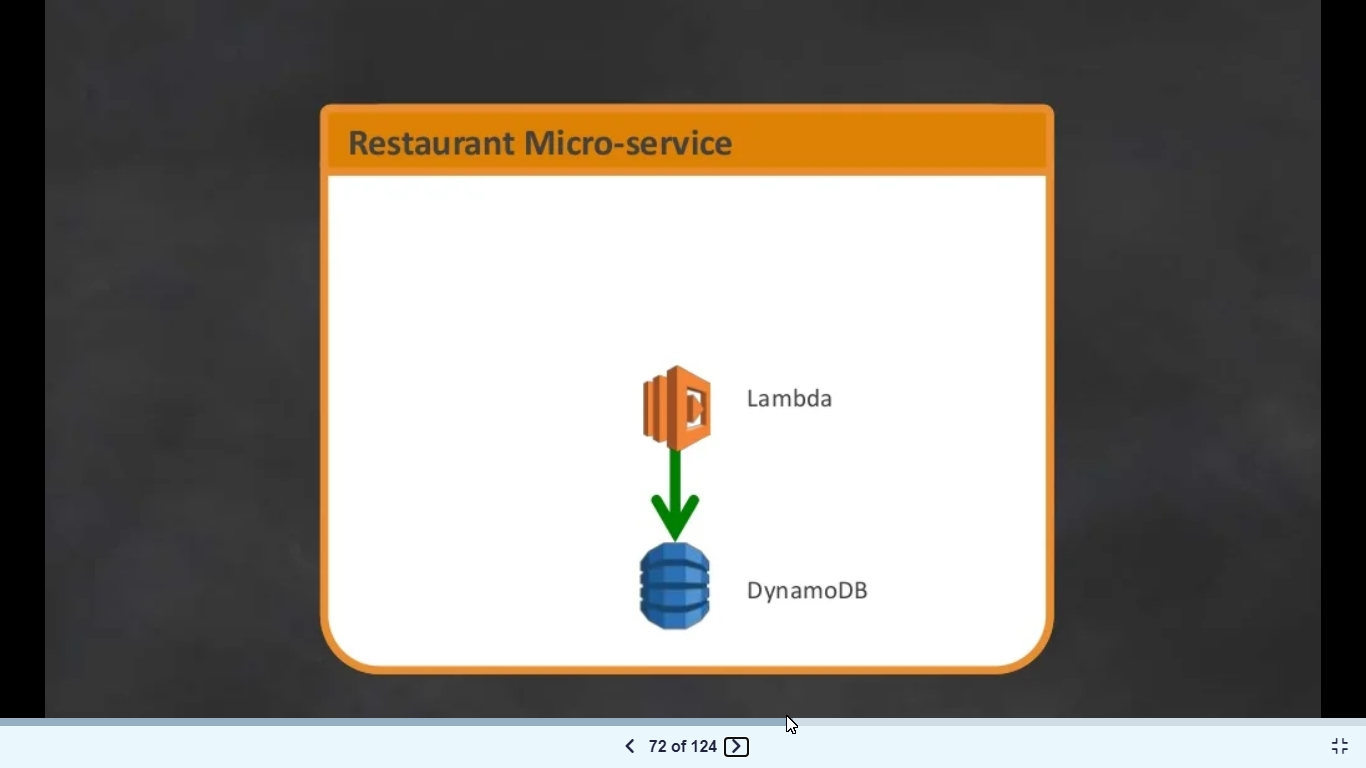 Restaurant Micro-service
Lambda
DynamoDB
72 of 124